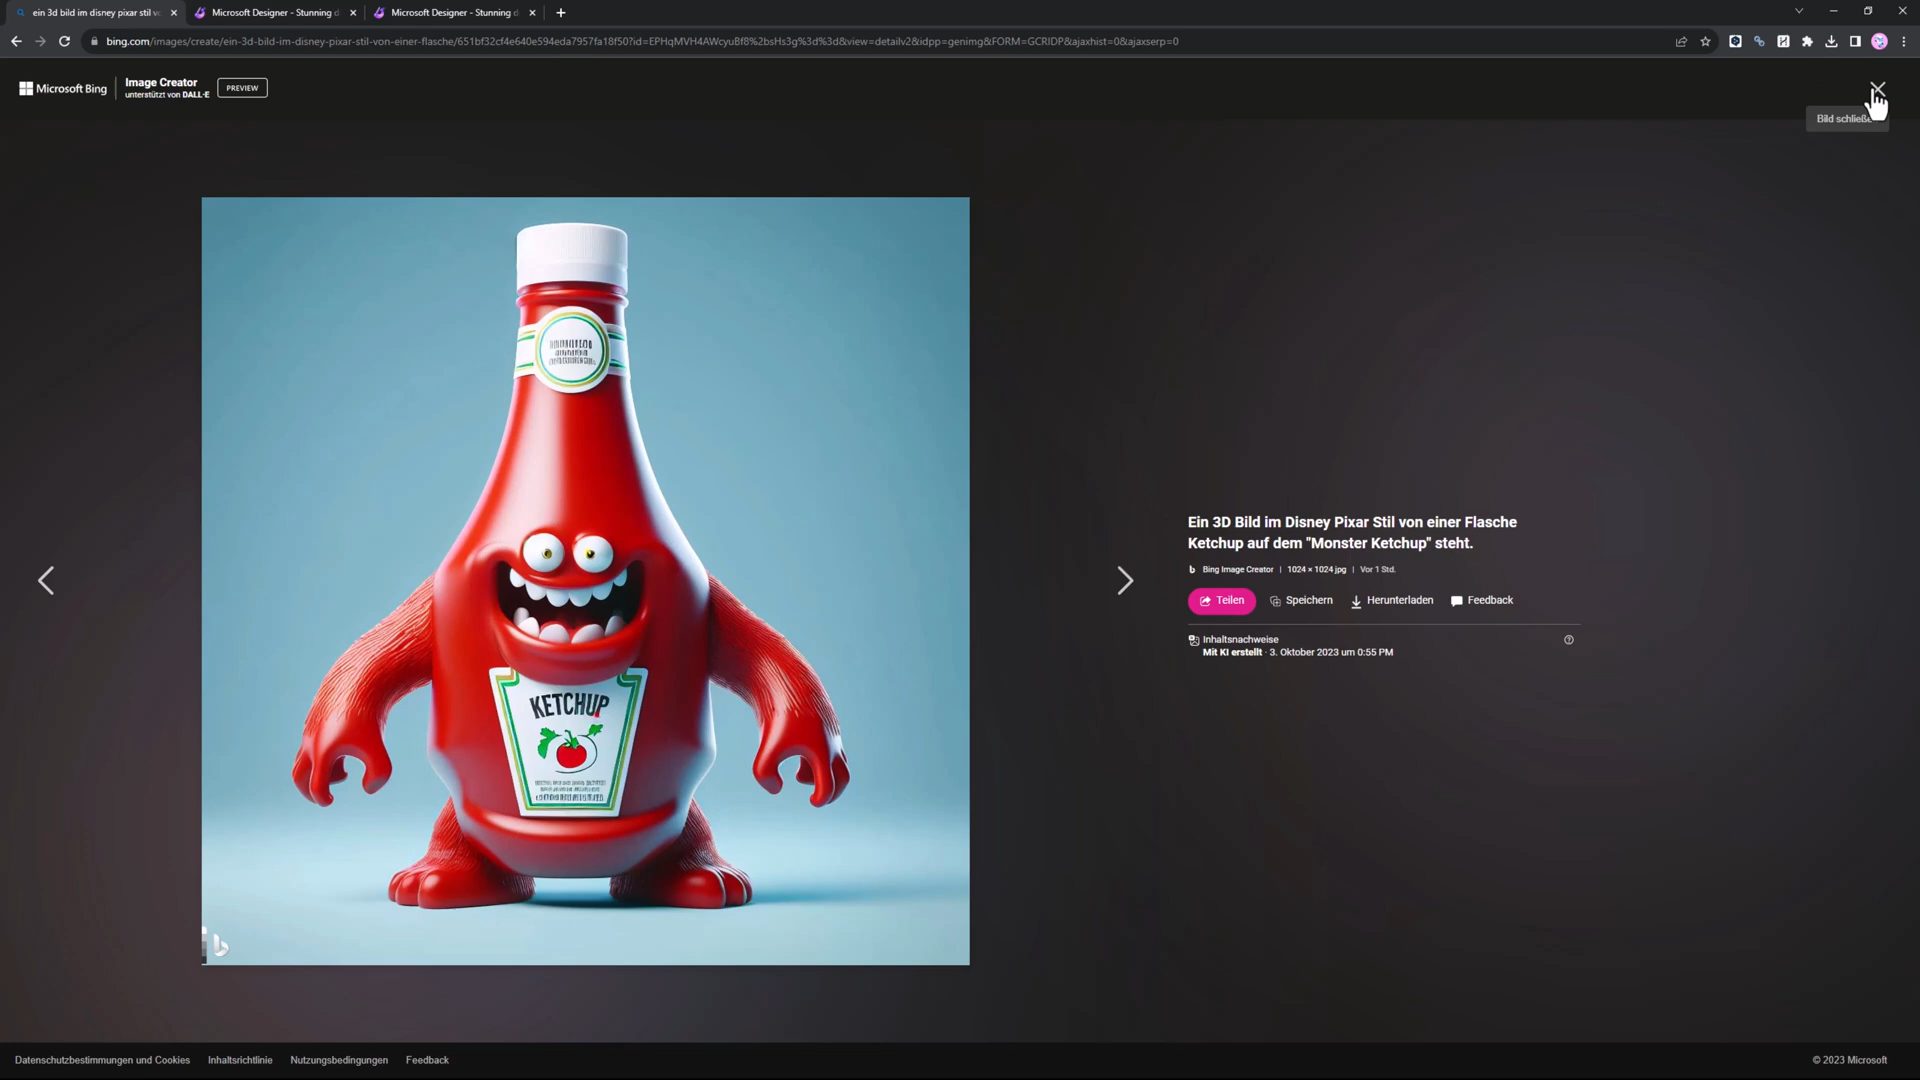 ein 3d bild im disney pixar stil vo
Microsoft Designer - Stunning d
Microsoft Designer - Stunning d
bing.com/images/create/ein-3d-bild-im-disney-pixar-stil-von-einer-flasche/651bf32cf4e640e594eda7957fa18f50?id=EPHqMVH4AWcyuBf8%2bsHs3g%3d%3d&view=detailv2&idpp=genimg&FORM=GCRIDP&ajaxhist=0&ajaxserp=0
Microsoft Bing
Image Creator
unterstützt von DALL·E
PREVIEW
Bild schließe
KETCHUP
Ein 3D Bild im Disney Pixar Stil von einer Flasche
Ketchup auf dem "Monster Ketchup" steht.
Bing Image Creator | 1024 × 1024 jpg | Vor 1 Std.
Teilen Speichern Herunterladen Feedback
Inhaltsnachweise
Mit KI erstellt · 3. Oktober 2023 um 0:55 PM
Datenschutzbestimmungen und Cookies Inhaltsrichtlinie Nutzungsbedingungen Feedback
© 2023 Microsoft